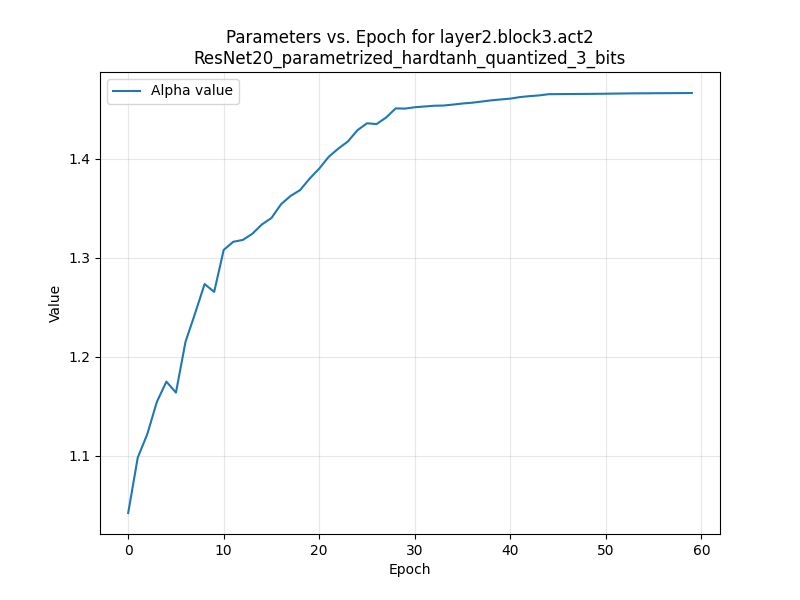 Parameters vs. Epoch for layer2.block3.act2
ResNet20_parametrized_hardtanh_quantized_3_bits
Alpha value
1.4
1.3
1.2
1.1
Value
0 10 20 30 40 50 60
Epoch